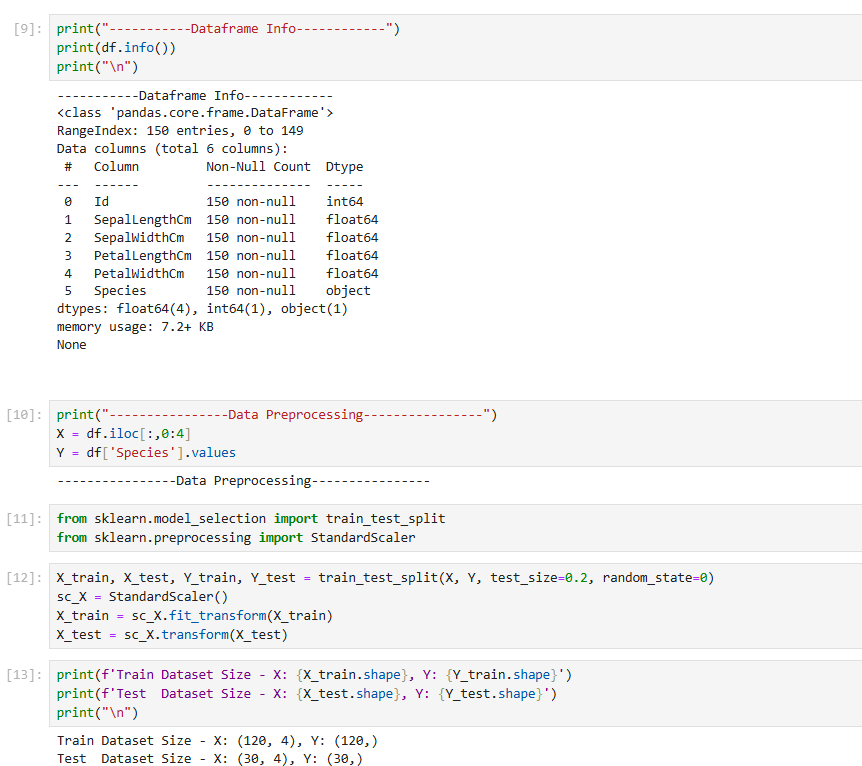 [9]: print("-----------Dataframe Info------------")
print(df.info())
print("\n")
-----------Dataframe Info------------
<class 'pandas.core.frame.DataFrame'>
RangeIndex: 150 entries, 0 to 149
Data columns (total 6 columns):
 #   Column         Non-Null Count  Dtype
---  ------         --------------  -----
 0   Id             150 non-null    int64
 1   SepalLengthCm  150 non-null    float64
 2   SepalWidthCm   150 non-null    float64
 3   PetalLengthCm  150 non-null    float64
 4   PetalWidthCm   150 non-null    float64
 5   Species        150 non-null    object
dtypes: float64(4), int64(1), object(1)
memory usage: 7.2+ KB
None
[10]: print("----------------Data Preprocessing----------------")
X = df.iloc[:,0:4]
Y = df['Species'].values
----------------Data Preprocessing----------------
[11]: from sklearn.model_selection import train_test_split
from sklearn.preprocessing import StandardScaler
[12]: X_train, X_test, Y_train, Y_test = train_test_split(X, Y, test_size=0.2, random_state=0)
sc_X = StandardScaler()
X_train = sc_X.fit_transform(X_train)
X_test = sc_X.transform(X_test)
[13]: print(f'Train Dataset Size - X: {X_train.shape}, Y: {Y_train.shape}')
print(f'Test  Dataset Size - X: {X_test.shape}, Y: {Y_test.shape}')
print("\n")
Train Dataset Size - X: (120, 4), Y: (120,)
Test  Dataset Size - X: (30, 4), Y: (30,)